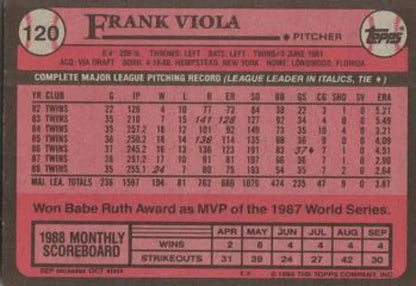 120
FRANK VIOLA
PITCHER
TOPPS
6'4" 209 lb. THROWS: LEFT BATS: LEFT TWINS #2-JUNE 1981
ACQ: VIA DRAFT BORN: 4-19-60, HEMPSTEAD, NEW YORK HOME: LONGWOOD, FLORIDA
COMPLETE MAJOR LEAGUE PITCHING RECORD (LEAGUE LEADER IN ITALICS, TIE ♦)
YR CLUB G IP W L R ER SO BB GS CG SHO SV ERA
82 TWINS 22 126 4 10 77 73 84 38 22 3 1 0 5.21
83 TWINS 35 210 7 15 141 128 127 92 34 4 0 0 5.49
84 TWINS 35 257.2 18 12 101 92 149 73 35 10 4 0 3.21
85 TWINS 36 250.2 18 14 136 114 135 68 36 9 0 0 4.09
86 TWINS 37 245.2 16 13 136 123 191 83 37♦ 7 1 0 4.51
87 TWINS 36 251.2 17 10 91 81 197 66 36 7 1 0 2.90
88 TWINS 35 255.1 24 7 80 75 193 54 35 7 2 0 2.64
MAJ. LEA. TOTALS 236 1597 104 81 762 686 1076 474 235 47 9 0 3.87
Won Babe Ruth Award as MVP of the 1987 World Series.
1988 MONTHLY
SCOREBOARD
APR MAY JUN JUL AUG SEP
WINS 2 6 4 4 4 4
STRIKEOUTS 31 39 24 27 42 30
SEP includes OCT stats
© 1989 THE TOPPS COMPANY, INC.